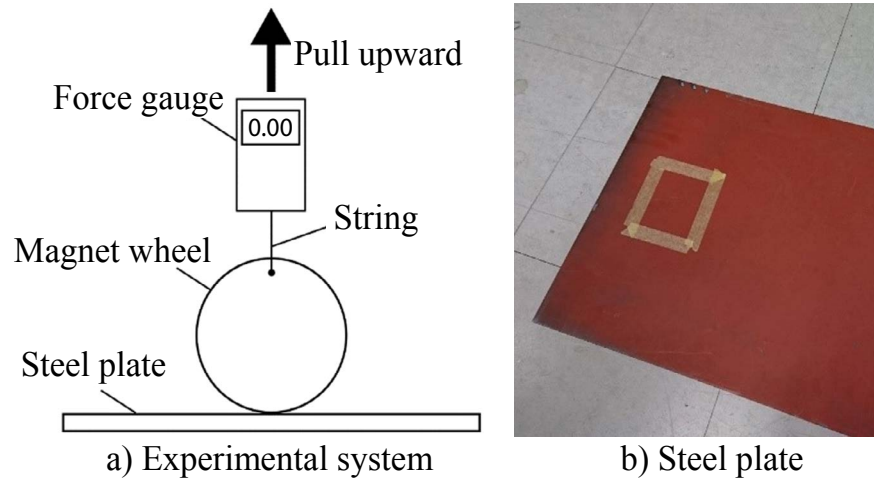 Pull upward
Force gauge
0.00
String
Magnet wheel
Steel plate
a) Experimental system
b) Steel plate